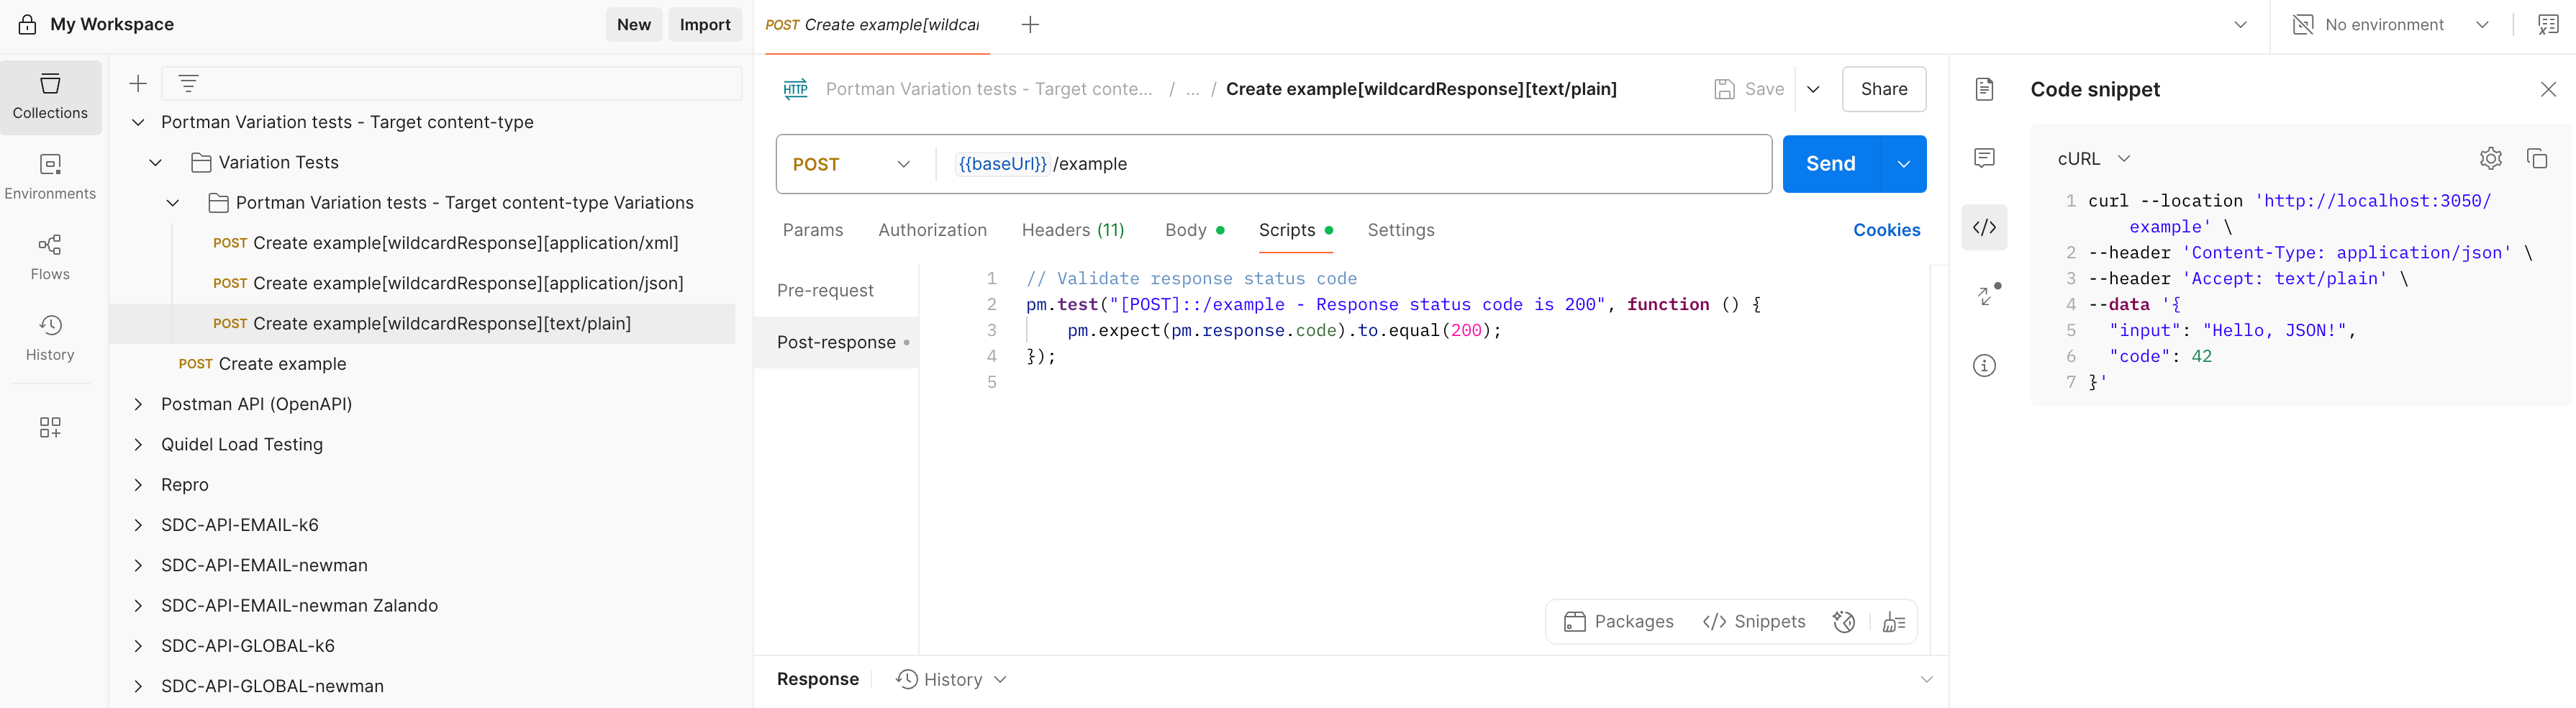 My Workspace
New
Import
POST Create example[wildcar
No environment
Collections
Environments
Flows
History
Portman Variation tests - Target content-type
Variation Tests
Portman Variation tests - Target content-type Variations
POST Create example[wildcardResponse][application/xml]
POST Create example[wildcardResponse][application/json]
POST Create example[wildcardResponse][text/plain]
POST Create example
Postman API (OpenAPI)
Quidel Load Testing
Repro
SDC-API-EMAIL-k6
SDC-API-EMAIL-newman
SDC-API-EMAIL-newman Zalando
SDC-API-GLOBAL-k6
SDC-API-GLOBAL-newman
HTTP Portman Variation tests - Target conte... / ... / Create example[wildcardResponse][text/plain]
Save
Share
POST
{{baseUrl}}/example
Send
Params
Authorization
Headers (11)
Body
Scripts
Settings
Cookies
Pre-request
Post-response
1 // Validate response status code
2 pm.test("[POST]::/example - Response status code is 200", function () {
3 pm.expect(pm.response.code).to.equal(200);
4 });
5
Packages
</> Snippets
Response
History
</>
Code snippet
cURL
1 curl --location 'http://localhost:3050/
example' \
2 --header 'Content-Type: application/json' \
3 --header 'Accept: text/plain' \
4 --data '{
5 "input": "Hello, JSON!",
6 "code": 42
7 }'